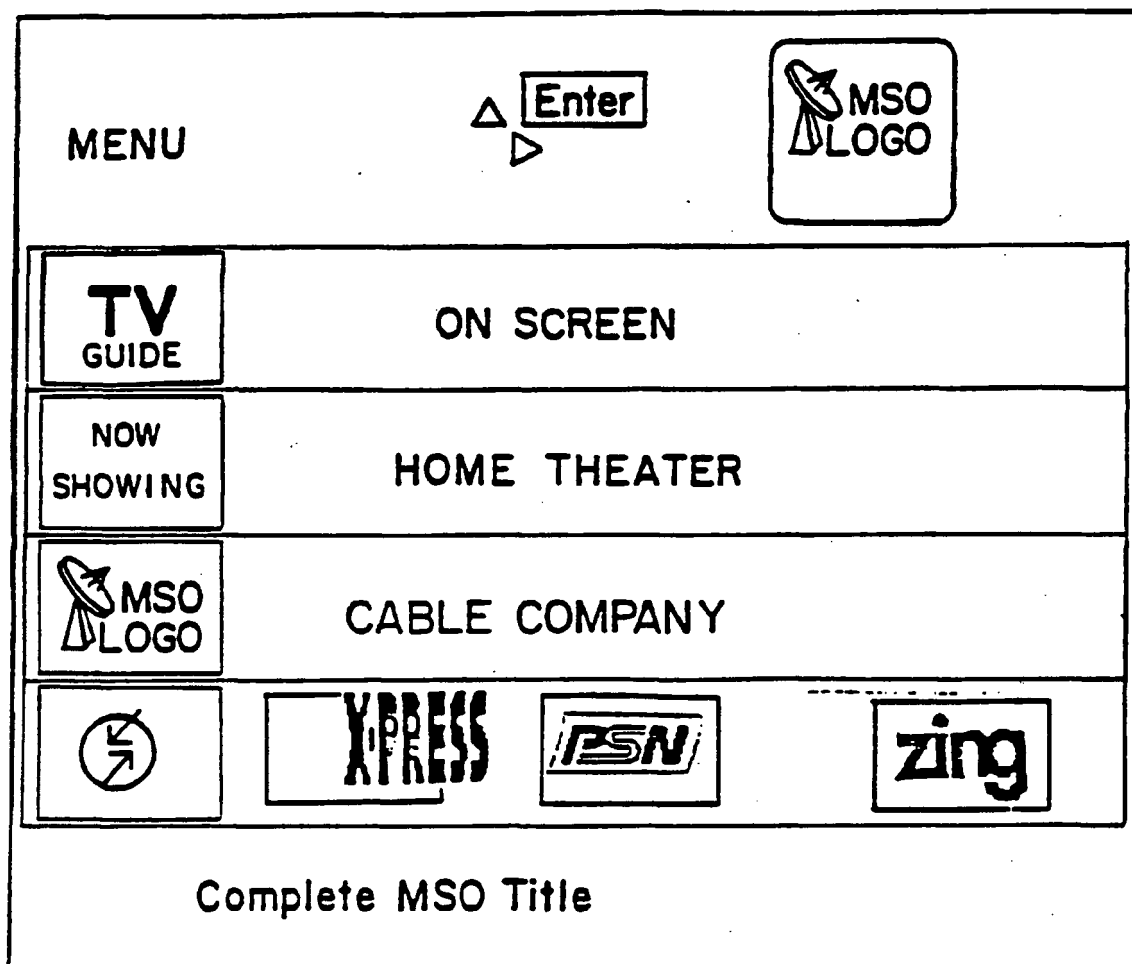 MENU
Enter
MSO
LOGO
TV
GUIDE
ON SCREEN
NOW
SHOWING
HOME THEATER
MSO
LOGO
CABLE COMPANY
X·PRESS
PSN
zing
Complete MSO Title